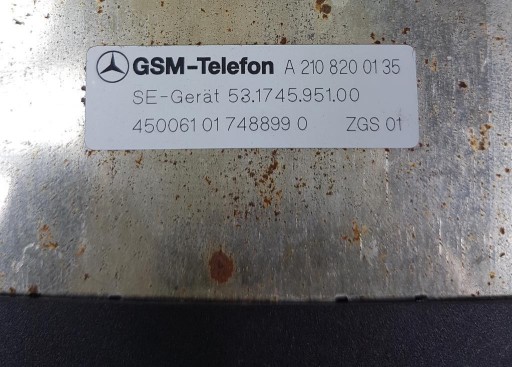 GSM-Telefon A 210 820 01 35
SE-Gerät 53.1745.951.00
450061 01 748899 0 ZGS 01